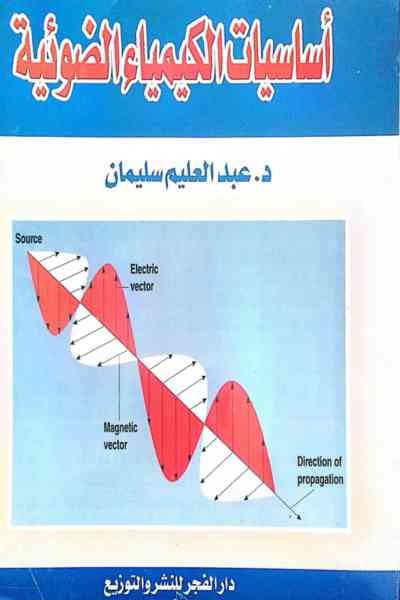 أساسيات الكيمياء الضوئية
د. عبد العليم سليمان
Source
Electric
vector
Magnetic
vector
Direction of
propagation
دار الفجر للنشر والتوزيع